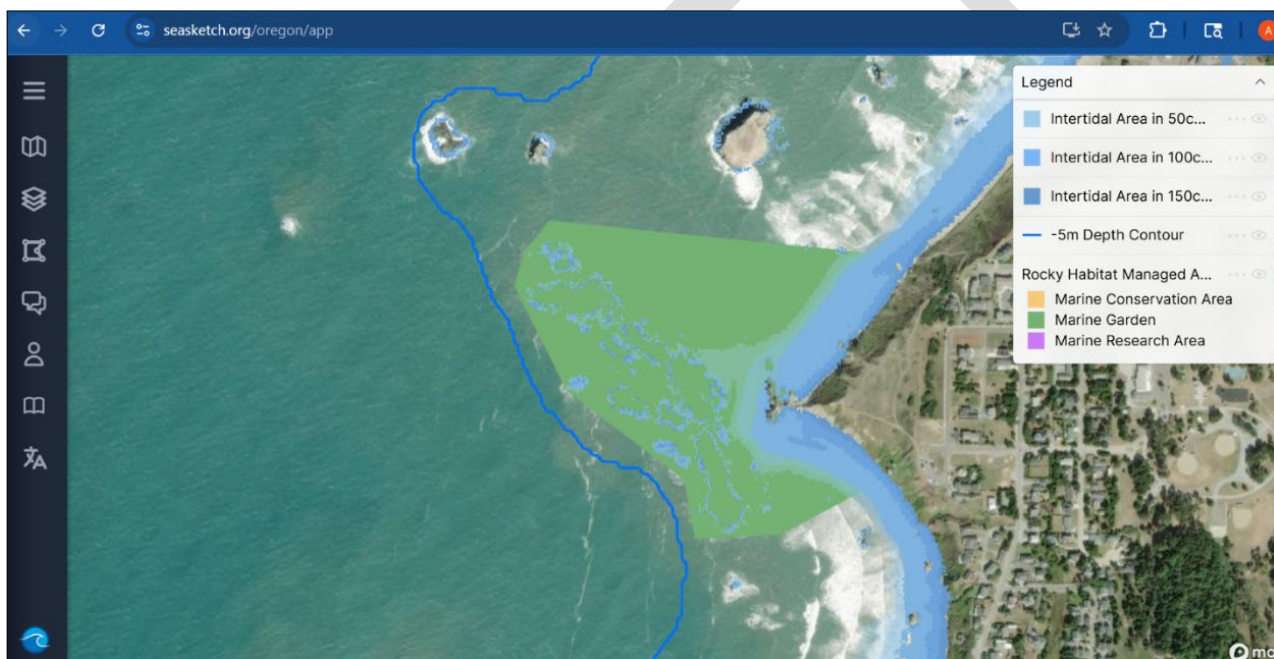 seasketch.org/oregon/app
A
Legend
Intertidal Area in 50c...
Intertidal Area in 100c...
Intertidal Area in 150c...
-5m Depth Contour
Rocky Habitat Managed A...
Marine Conservation Area
Marine Garden
Marine Research Area